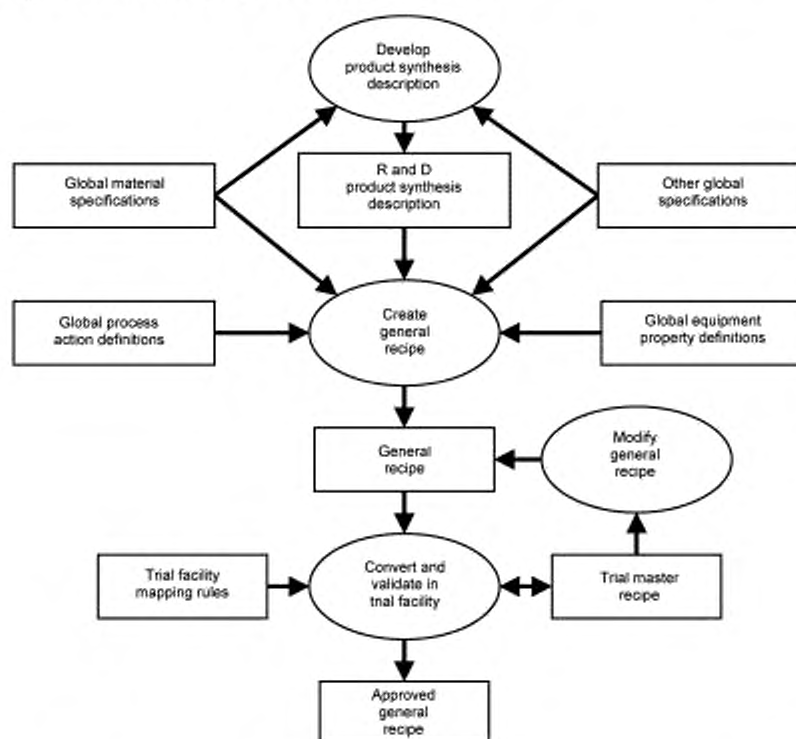 Develop
product synthesis
description
Global material
specifications
R and D
product synthesis
description
Other global
specifications
Global process
action definitions
Create
general
recipe
Global equipment
property definitions
General
recipe
Modify
general
recipe
Trial facility
mapping rules
Convert and
validate in
trial facility
Trial master
recipe
Approved
general
recipe